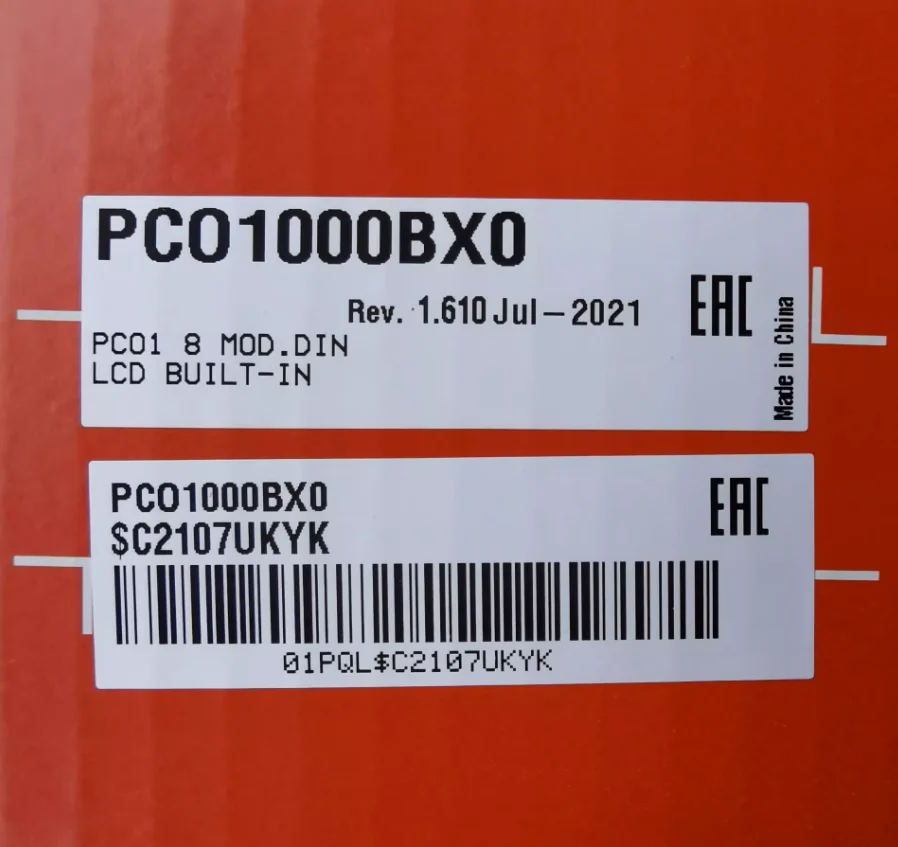 PCO1000BX0
Rev. 1.610 Jul-2021
EAC
Made in China
PCO1 8 MOD.DIN
LCD BUILT-IN
PCO1000BX0
EAC
$C2107UKYK
01PQL$C2107UKYK